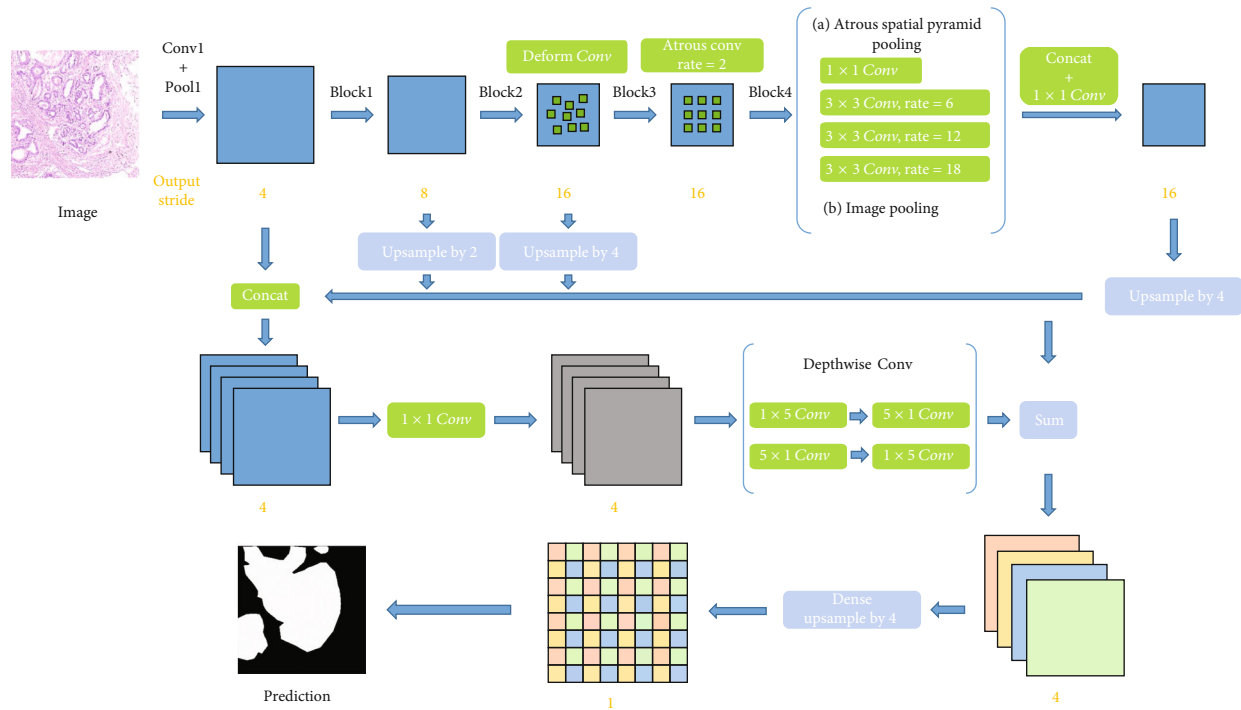 Conv1
+
Pool1
Block1
Block2
Deform Conv
Block3
Atrous conv
rate = 2
Block4
(a) Atrous spatial pyramid
pooling
1 × 1 Conv
3 × 3 Conv, rate = 6
3 × 3 Conv, rate = 12
3 × 3 Conv, rate = 18
(b) Image pooling
Concat
+
1 × 1 Conv
Image
Output
stride
4
8
16
16
16
Upsample by 2
Upsample by 4
Upsample by 4
Concat
4
1 × 1 Conv
4
Depthwise Conv
1 × 5 Conv
5 × 1 Conv
5 × 1 Conv
1 × 5 Conv
Sum
4
Dense
upsample by 4
1
Prediction